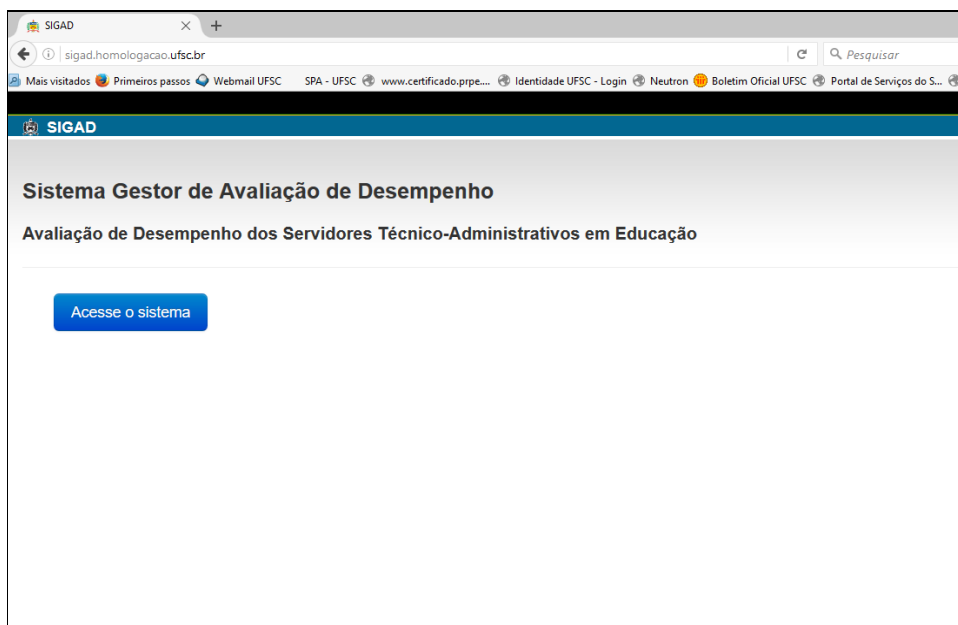 SIGAD
sigad.homologacao.ufsc.br
Pesquisar
Mais visitados Primeiros passos Webmail UFSC SPA - UFSC www.certificado.prpe.... Identidade UFSC - Login Neutron Boletim Oficial UFSC Portal de Serviços do S...
SIGAD
Sistema Gestor de Avaliação de Desempenho
Avaliação de Desempenho dos Servidores Técnico-Administrativos em Educação
Acesse o sistema